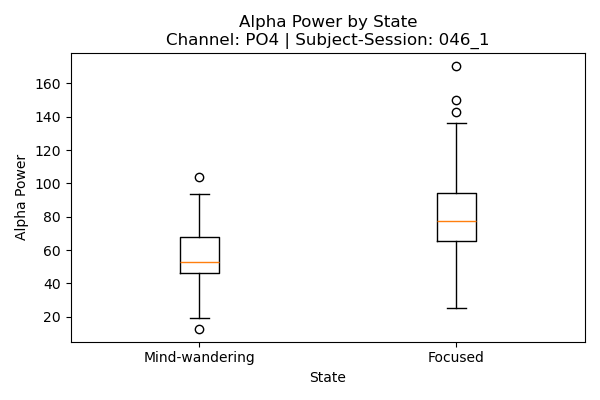 Alpha Power by State
Channel: PO4 | Subject-Session: 046_1
Alpha Power
160
140
120
100
80
60
40
20
Mind-wandering Focused
State